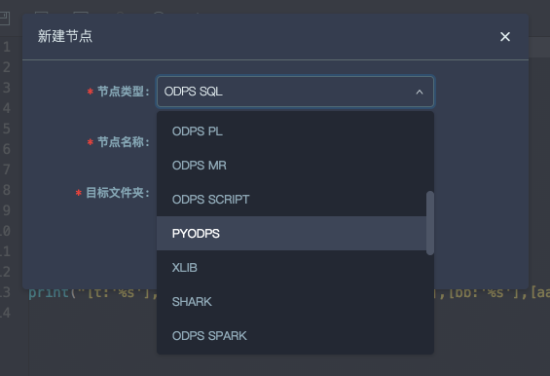 新建节点
* 节点类型:
ODPS SQL
* 节点名称:
* 目标文件夹:
ODPS PL
ODPS MR
ODPS SCRIPT
PYODPS
XLIB
SHARK
ODPS SPARK
1
2
3
4
5
6
7
8
9
10
11
12
13 print("[t:'%s'], ],[bb:'%s'],[aa
14